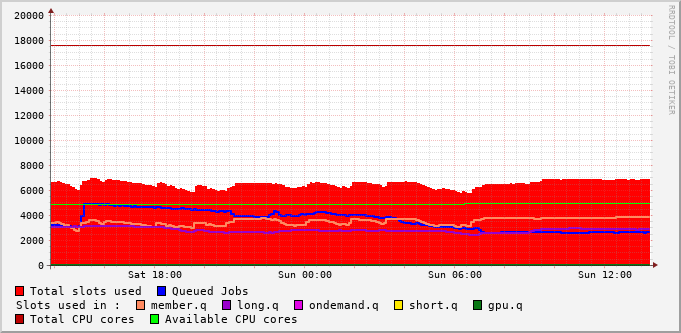 RRDTOOL / TOBI OETIKER
20000
18000
16000
14000
12000
10000
8000
6000
4000
2000
0
Sat 18:00 Sun 00:00 Sun 06:00 Sun 12:00
Total slots used Queued Jobs
Slots used in : member.q long.q ondemand.q short.q gpu.q
Total CPU cores Available CPU cores